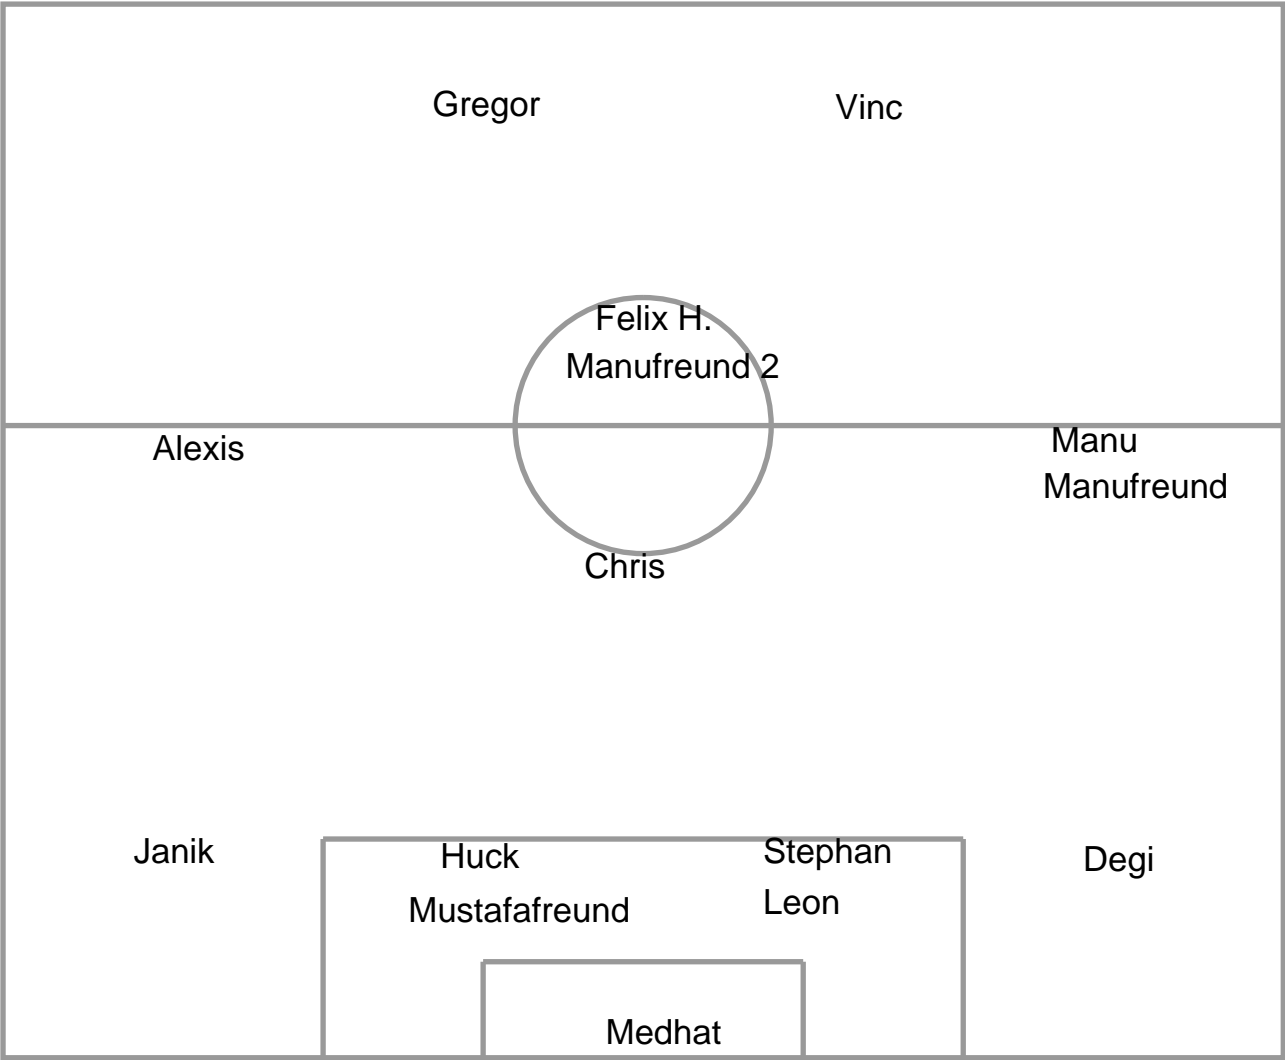 Gregor
Vinc
Felix H.
Manufreund 2
Alexis
Manu
Manufreund
Chris
Janik
Huck
Stephan
Degi
Mustafafreund
Leon
Medhat